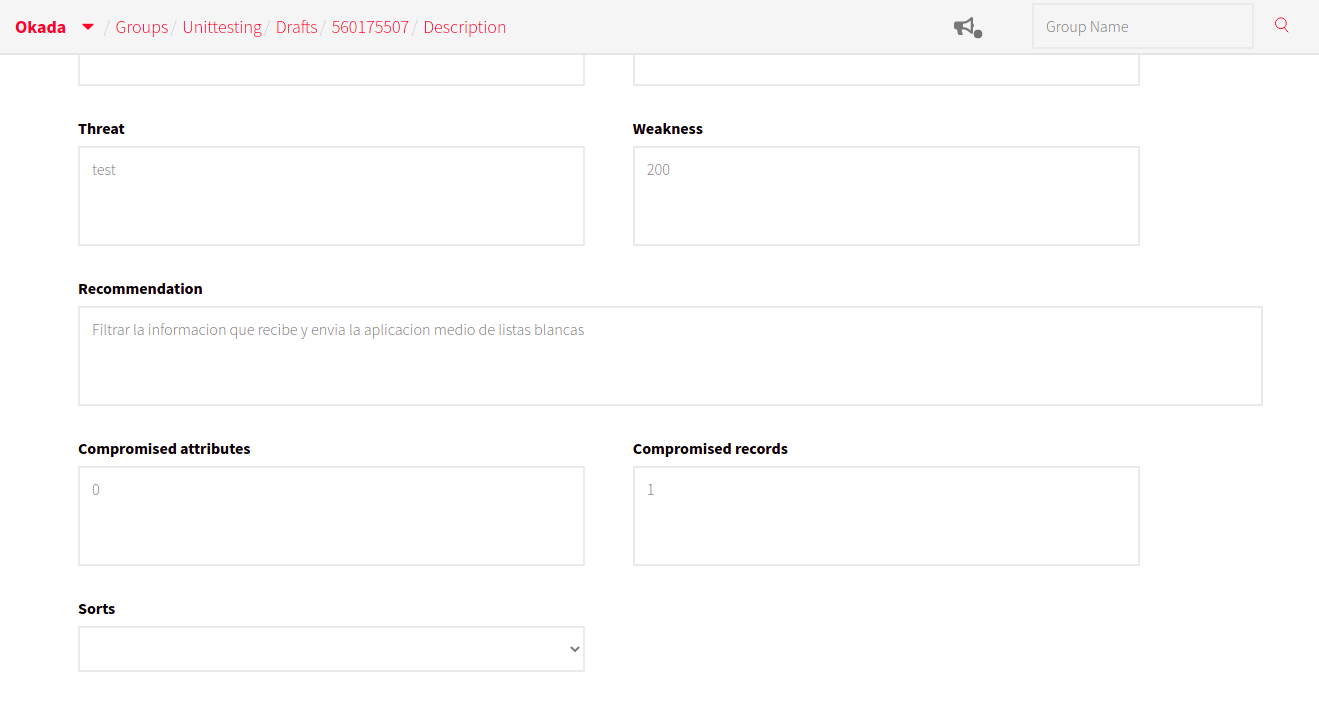 Okada / Groups / Unittesting / Drafts / 560175507 / Description
Group Name
Threat
Weakness
test
200
Recommendation
Filtrar la informacion que recibe y envia la aplicacion medio de listas blancas
Compromised attributes
Compromised records
0
1
Sorts